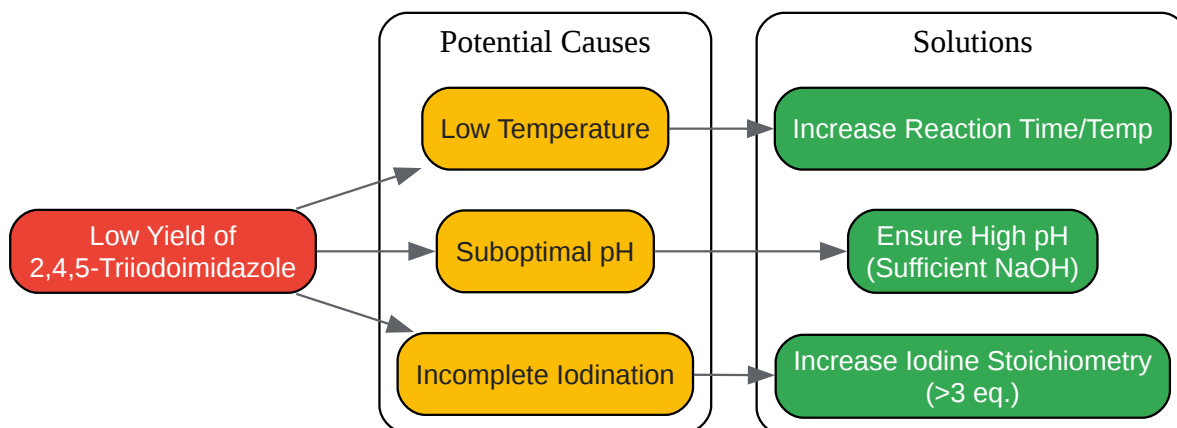 Potential Causes
Solutions
Low Temperature
Increase Reaction Time/Temp
Low Yield of
2,4,5-Triiodoimidazole
Suboptimal pH
Ensure High pH
(Sufficient NaOH)
Incomplete Iodination
Increase Iodine Stoichiometry
(>3 eq.)